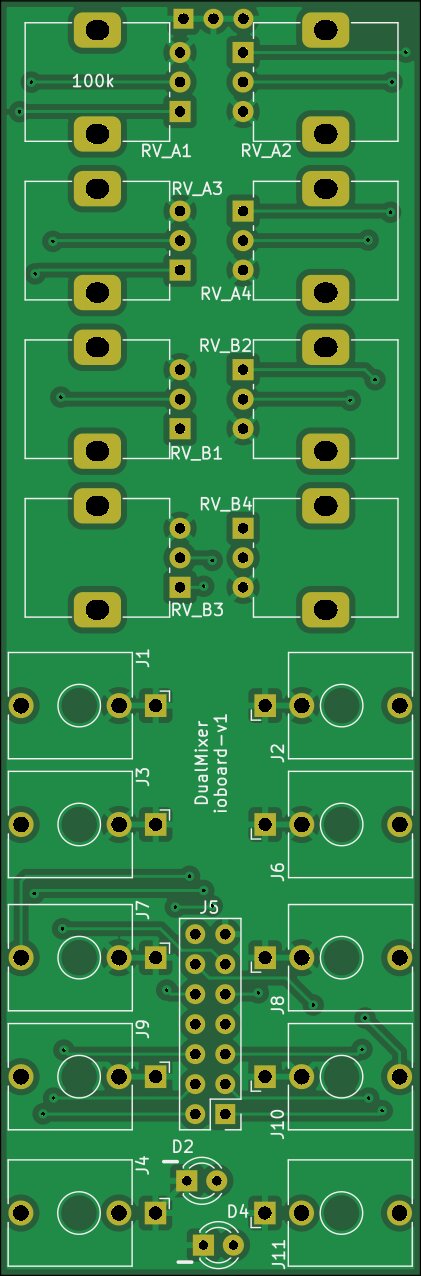 100k
RV_A1
RV_A2
RV_A3
RV_A4
RV_B2
RV_B1
RV_B4
RV_B3
J1
J2
DualMixer
ioboard-v1
J3
J6
J7
J5
J8
J9
J10
J4
D2
D4
J11